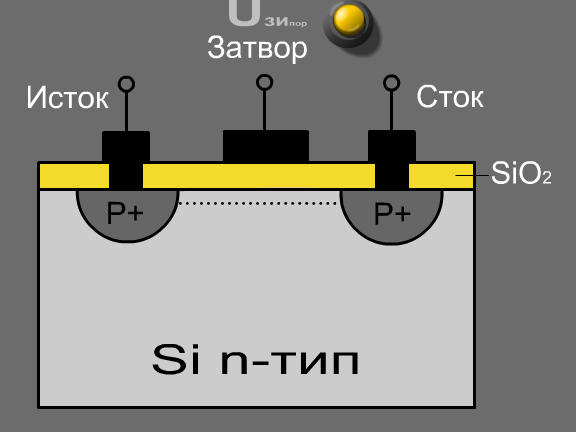 Uзипор
Затвор
Исток
Сток
SiO₂
P+
P+
Si n-тип